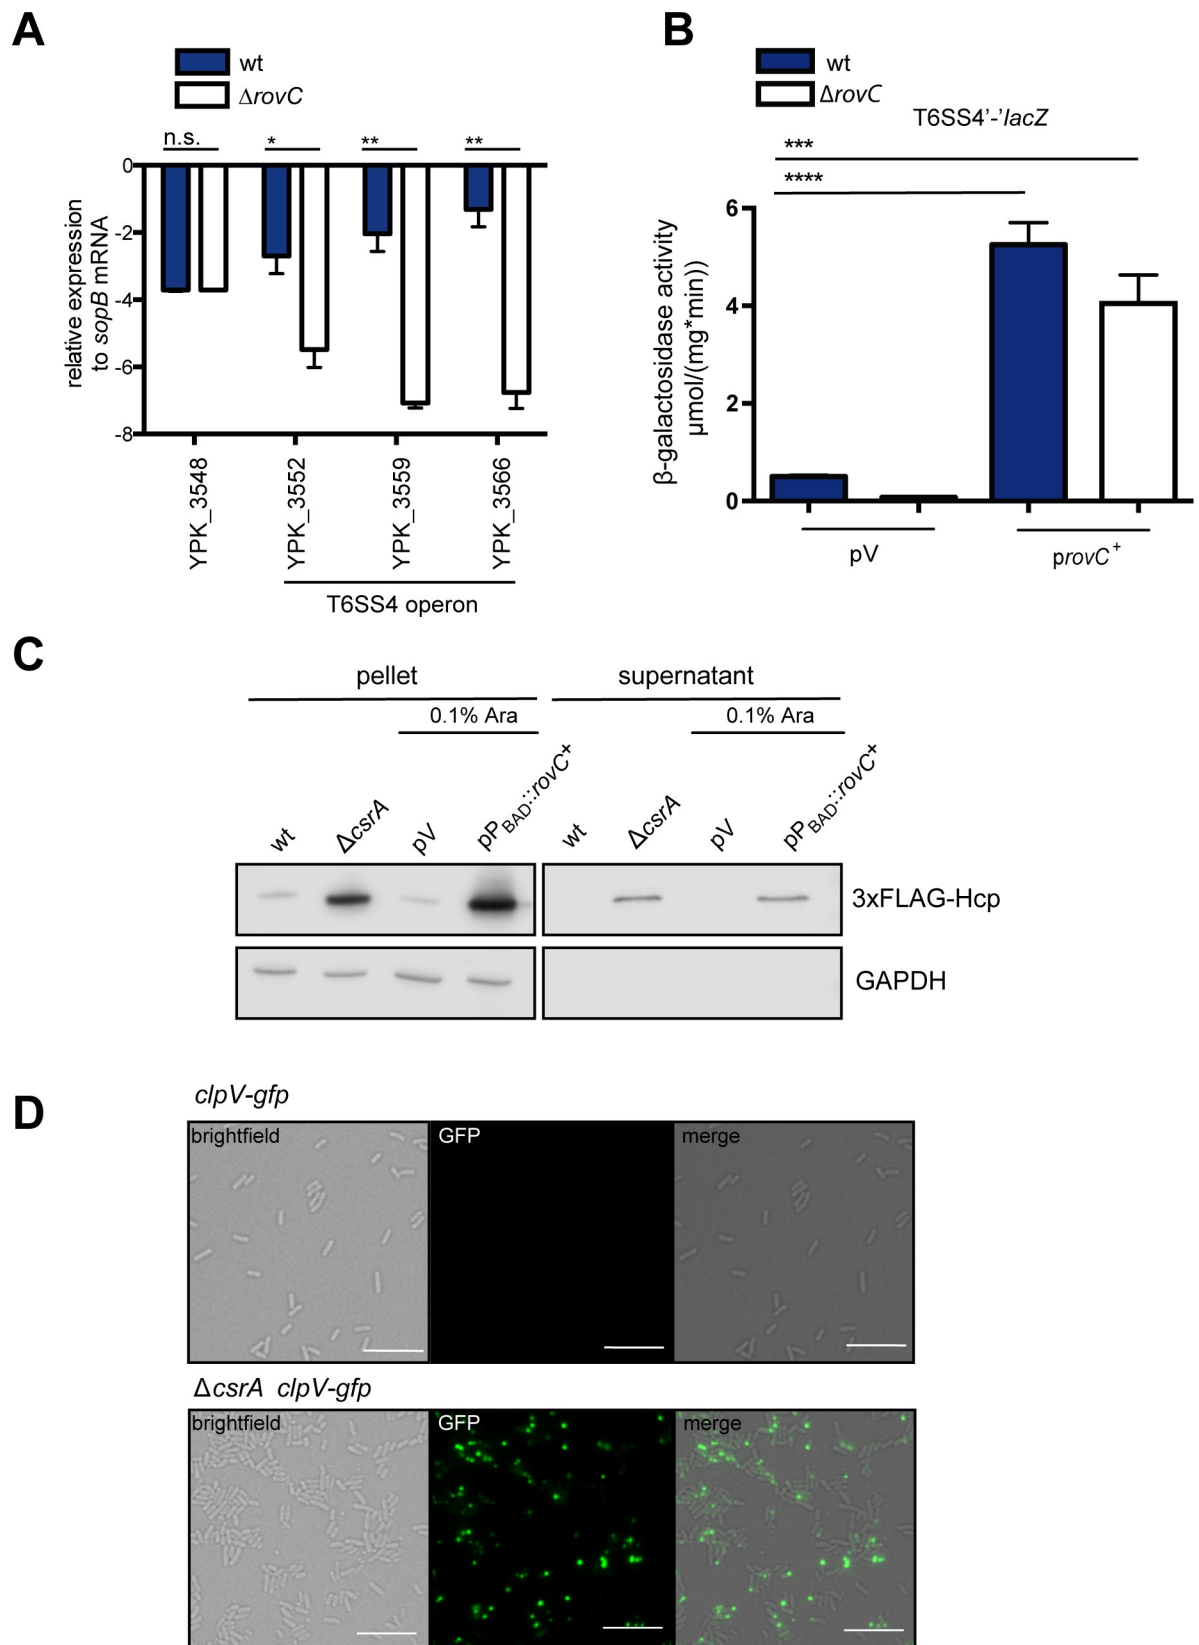 A
wt
ΔrovC
n.s.
*
**
**
0
-2
-4
-6
-8
relative expression
to sopB mRNA
YPK_3548
YPK_3552
YPK_3559
YPK_3566
T6SS4 operon
B
wt
ΔrovC
T6SS4'-'lacZ
***
****
6
4
2
0
β-galactosidase activity
µmol/(mg*min))
pV
provC+
C
pellet
supernatant
0.1% Ara
0.1% Ara
wt
ΔcsrA
pV
pPBAD::rovC+
wt
ΔcsrA
pV
pPBAD::rovC+
3xFLAG-Hcp
GAPDH
D
clpV-gfp
brightfield
GFP
merge
ΔcsrA clpV-gfp
brightfield
GFP
merge